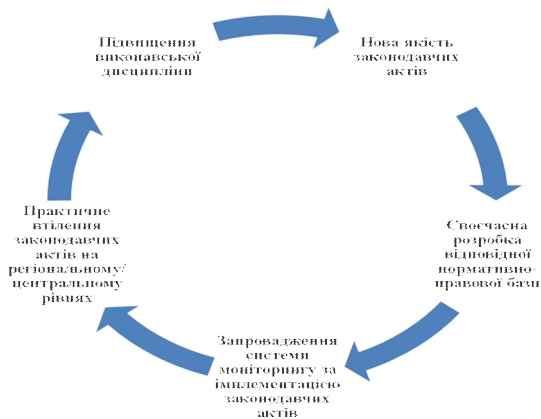 Підвищення
виконавської
дисципліни
Нова якість
законодавчих
актів
Своєчасна
розробка
відповідної
нормативно-
правової бази
Запровадження
системи
моніторингу за
імплементацією
законодавчих
актів
Практичне
втілення
законодавчих
актів на
регіональному/
центральному
рівнях